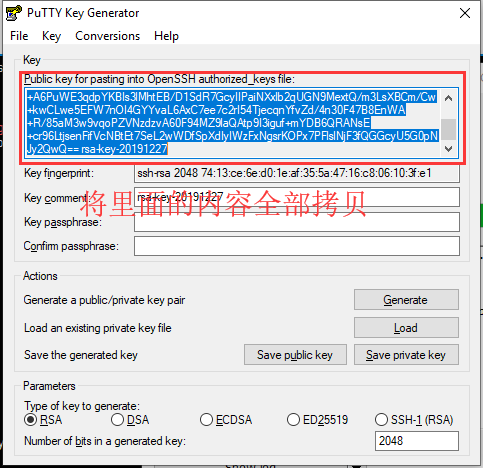 PuTTY Key Generator
File Key Conversions Help
Key
Public key for pasting into OpenSSH authorized_keys file:
+A6PuWE3qdpYKBIs3lMhtEB/D1SdR7GcyIIPaiNXxlb2qUGN9MextQ/m3LsXBCm/Cw
+kwCLwe5EFW7nOI4GYYvaL6AxC7ee7c2rl54TjecqnYfvZd/4n30F47B8EnWA
+R/85aM3w9vqoPZVNzdzvA60F94MZ9IaQAtp9I3iguf+mYDB6QRANsE
+cr96LtjsenFifVcNBtEt7SeL2wWDfSpXdIyIWzFxNgsrKOPx7PFlsINjF3fQGGcyU5G0pN
Jy2QwQ== rsa-key-20191227
Key fingerprint: ssh-rsa 2048 74:13:ce:6e:d0:1e:af:35:5a:47:16:c8:06:10:3f:e1
Key comment: rsa-key-20191227
将里面的内容全部拷贝
Key passphrase:
Confirm passphrase:
Actions
Generate a public/private key pair Generate
Load an existing private key file Load
Save the generated key Save public key Save private key
Parameters
Type of key to generate:
RSA DSA ECDSA ED25519 SSH-1 (RSA)
Number of bits in a generated key: 2048